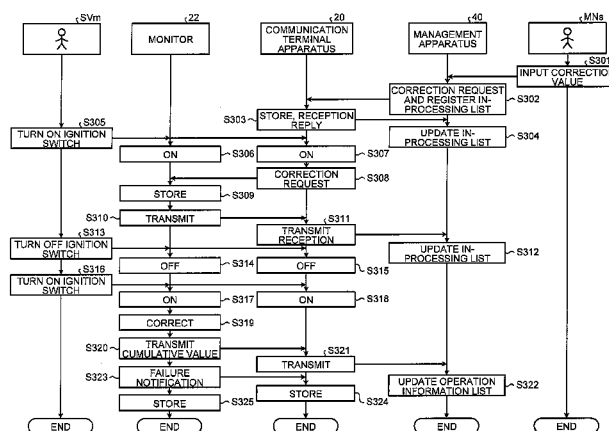 SVm
22
20
40
MNs
MONITOR
COMMUNICATION
TERMINAL
APPARATUS
MANAGEMENT
APPARATUS
S301
INPUT CORRECTION
VALUE
CORRECTION REQUEST
AND REGISTER IN-
PROCESSING LIST
S302
S303
STORE, RECEPTION
REPLY
S305
TURN ON IGNITION
SWITCH
UPDATE IN-
PROCESSING LIST
S304
ON
S306
ON
S307
CORRECTION
REQUEST
S308
STORE
S309
S310
TRANSMIT
S311
TRANSMIT
RECEPTION
S313
TURN OFF IGNITION
SWITCH
UPDATE IN-
PROCESSING LIST
S312
S316
OFF
S314
OFF
S315
TURN ON IGNITION
SWITCH
ON
S317
ON
S318
CORRECT
S319
S320
TRANSMIT
CUMULATIVE VALUE
S321
TRANSMIT
S323
FAILURE
NOTIFICATION
UPDATE OPERATION
INFORMATION LIST
S322
STORE
S325
STORE
S324
END
END
END
END
END